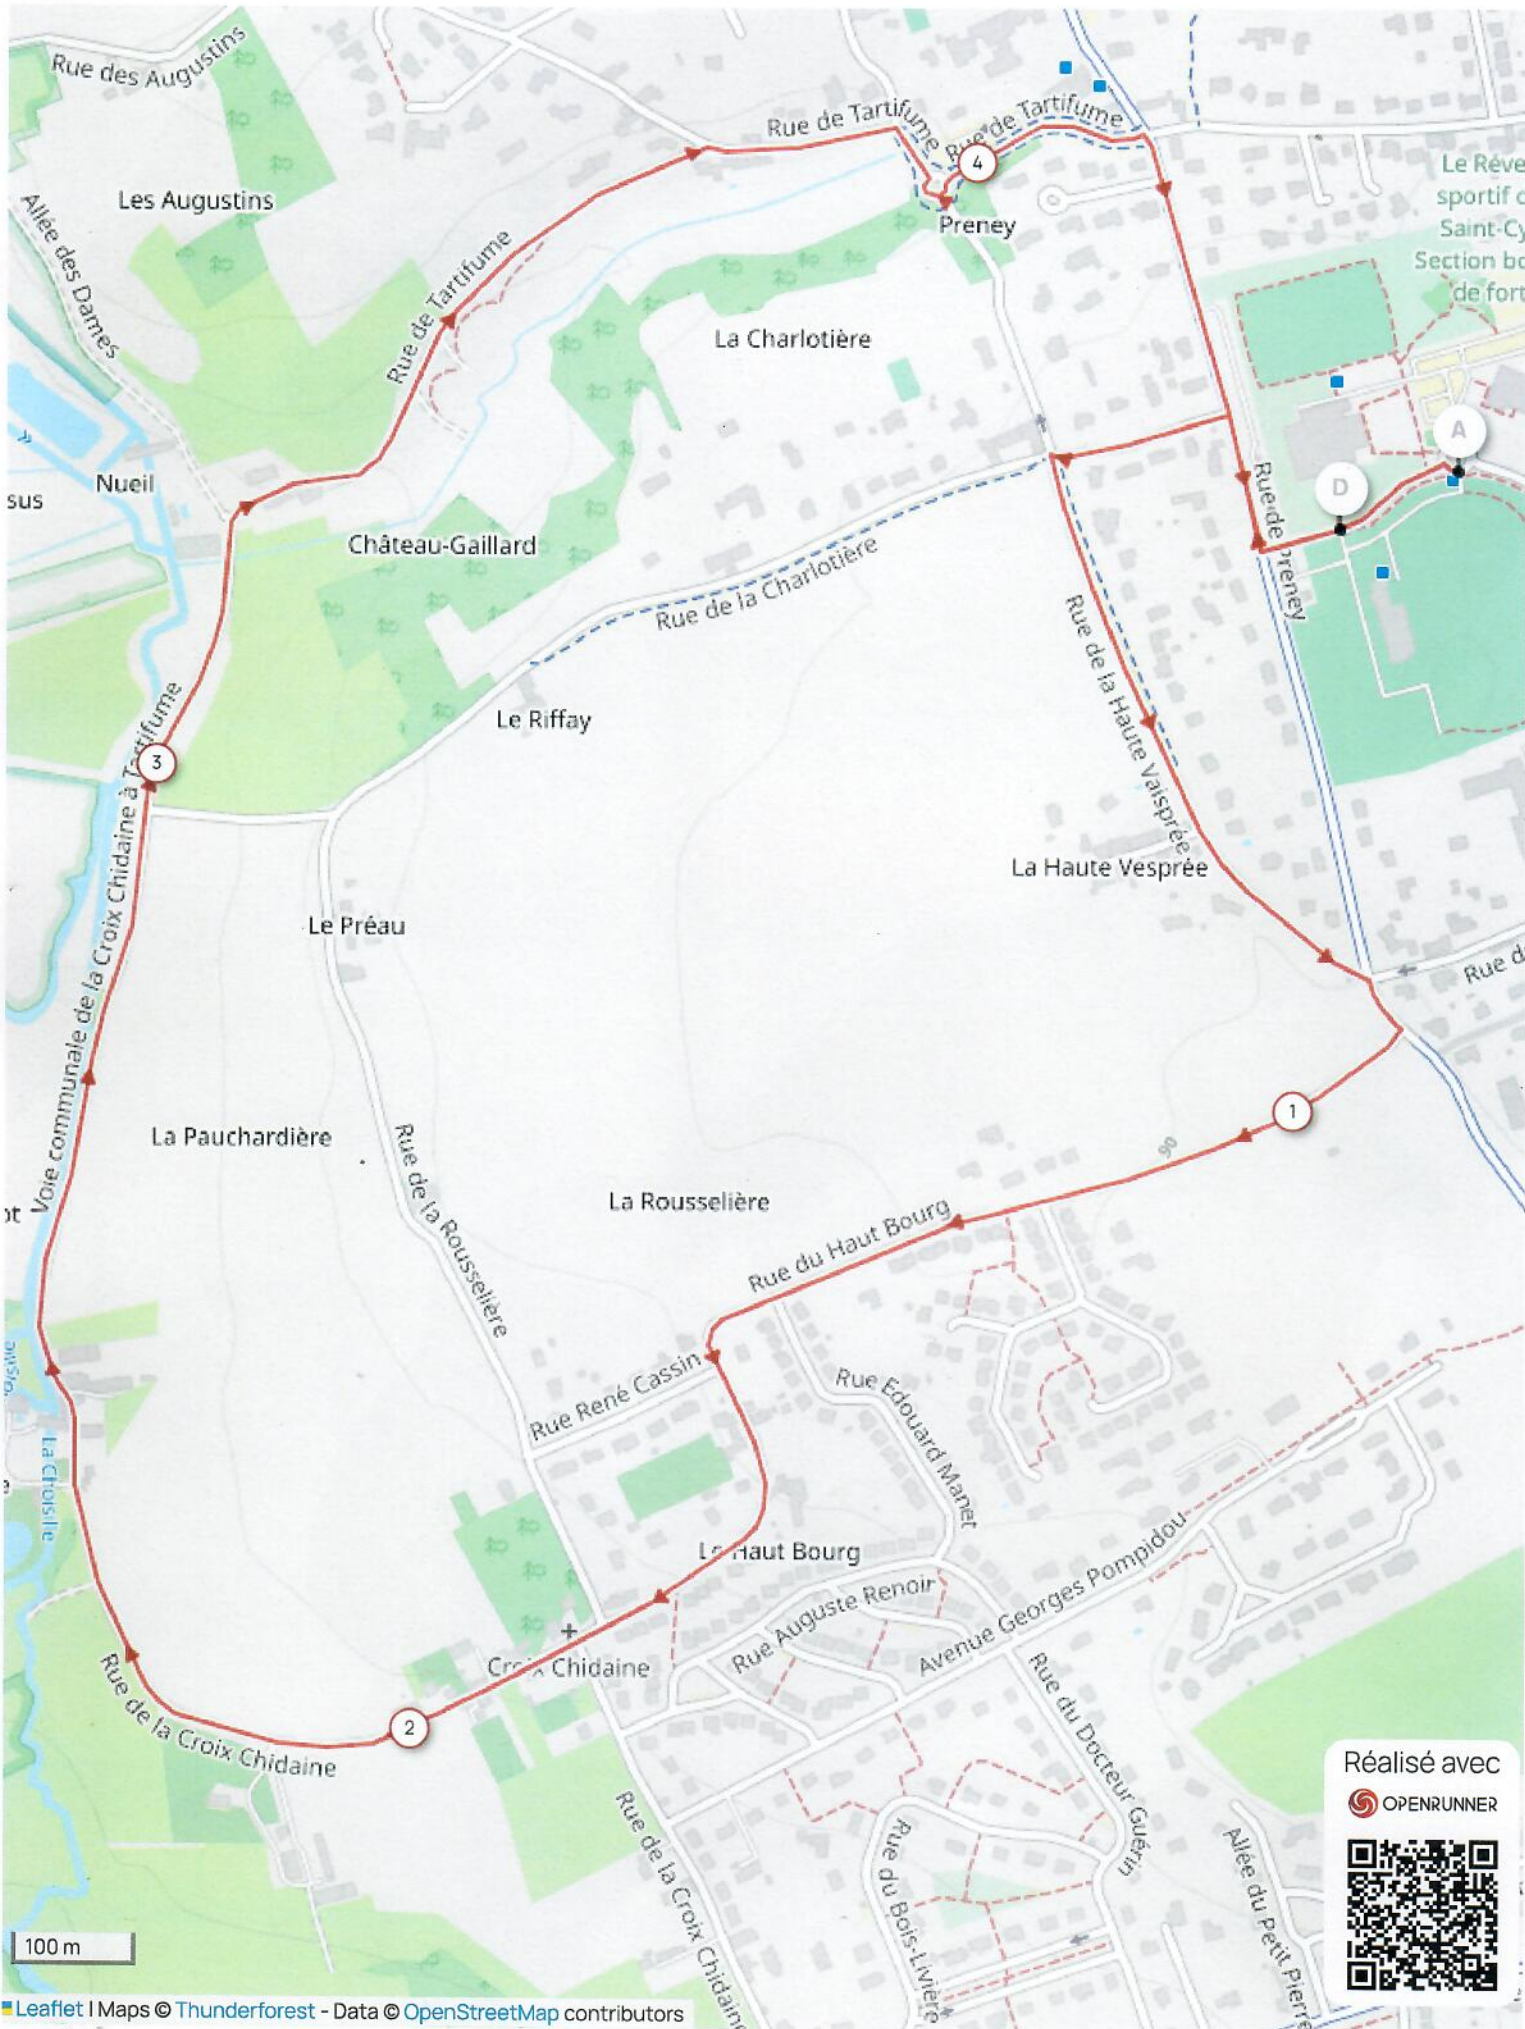 Rue des Augustins
Rue de Tartifume
Rue de Tartifume
4
Les Augustins
Allée des Dames
Preney
Le Réve
sportif
Saint-Cy
Section bo
de fort
Rue de Tartifume
La Charlotière
A
Nueil
sus
D
Rue de Preney
Château-Gaillard
Rue de la Charlotière
Rue de la Haute Vaisprée
Le Riffay
3
Voie communale de la Croix Chidaine à Tartifume
La Haute Vesprée
Le Préau
Rue d
1
La Pauchardière
90
Rue de la Rousselière
La Rousselière
Rue du Haut Bourg
Rue René Cassin
Rue Edouard Manet
La Choisille
Le Haut Bourg
Rue Auguste Renoir
Avenue Georges Pompidou
Croix Chidaine
Rue de la Croix Chidaine
2
Rue du Docteur Guérin
Rue de la Croix Chidaine
Rue du Bois-Livière
Allée du Petit Pierre
Réalisé avec
OPENRUNNER
100 m
Leaflet | Maps © Thunderforest - Data © OpenStreetMap contributors